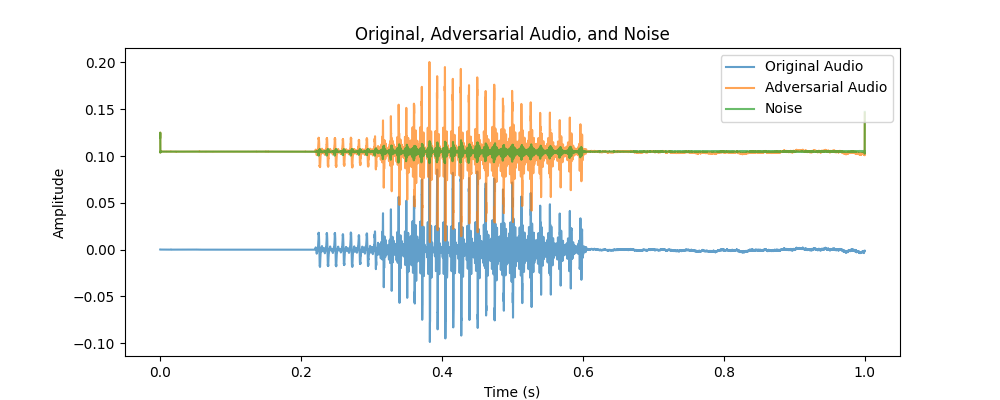 Original, Adversarial Audio, and Noise
Original Audio
Adversarial Audio
Noise
0.20
0.15
0.10
0.05
0.00
−0.05
−0.10
Amplitude
0.0 0.2 0.4 0.6 0.8 1.0
Time (s)